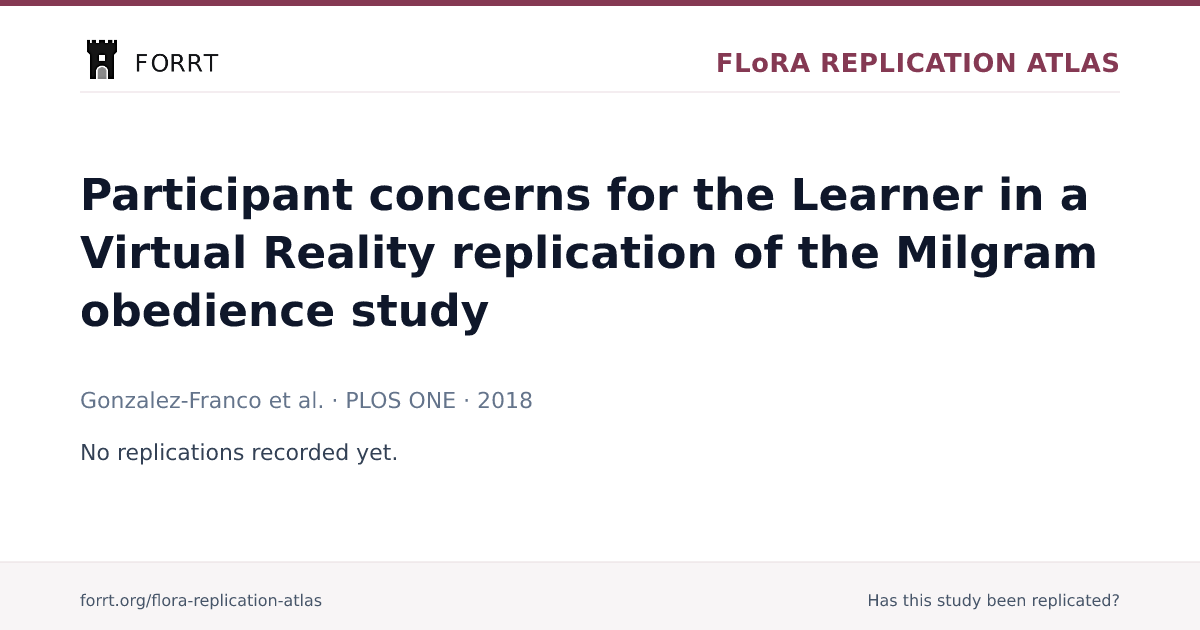 FORRT
FLoRA REPLICATION ATLAS
Participant concerns for the Learner in a
Virtual Reality replication of the Milgram
obedience study
Gonzalez-Franco et al. · PLOS ONE · 2018
No replications recorded yet.
forrt.org/flora-replication-atlas
Has this study been replicated?